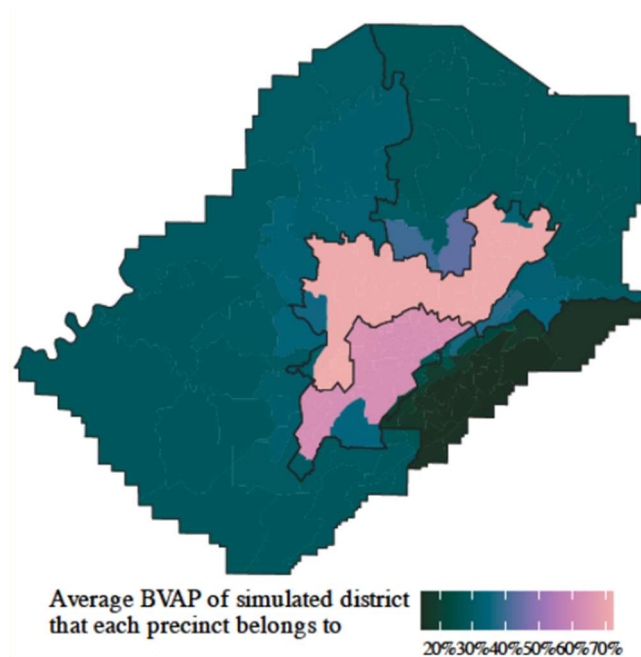 Average BVAP of simulated district
that each precinct belongs to
20%30%40%50%60%70%